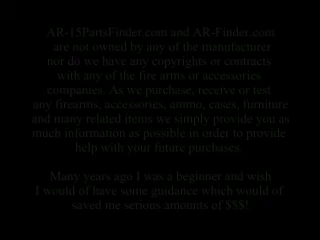 AR-15PartsFinder.com and AR-Finder.com
are not owned by any of the manufacturer
nor do we have any copyrights or contracts
with any of the fire arms or accessories
companies. As we purchase, receive or test
any firearms, accessories, ammo, cases, furniture
and many related items we simply provide you as
much information as possible in order to provide
help with your future purchases.
Many years ago I was a beginner and wish
I would of have some guidance which would of
saved me serious amounts of $$$!